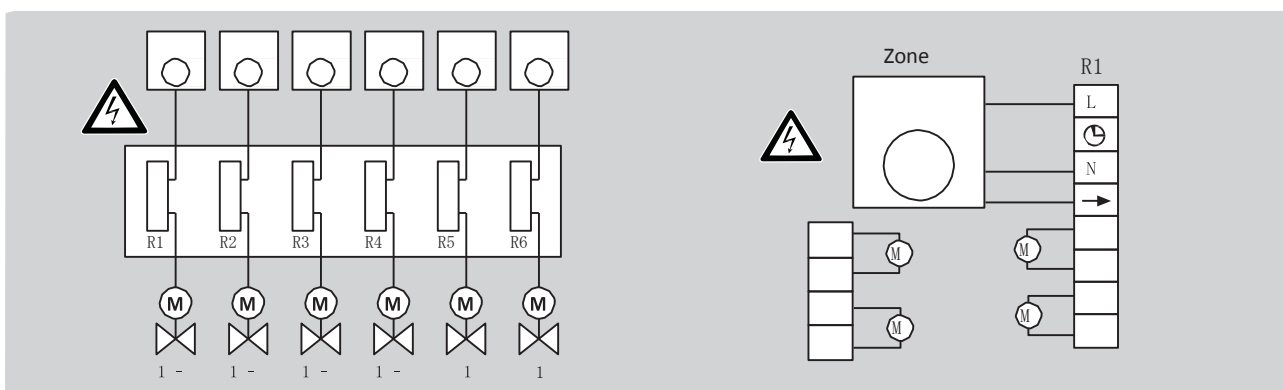 R1 R2 R3 R4 R5 R6
M M M M M M
1 - 1 - 1 - 1 - 1 1
Zone
R1
L
N
M M
M M